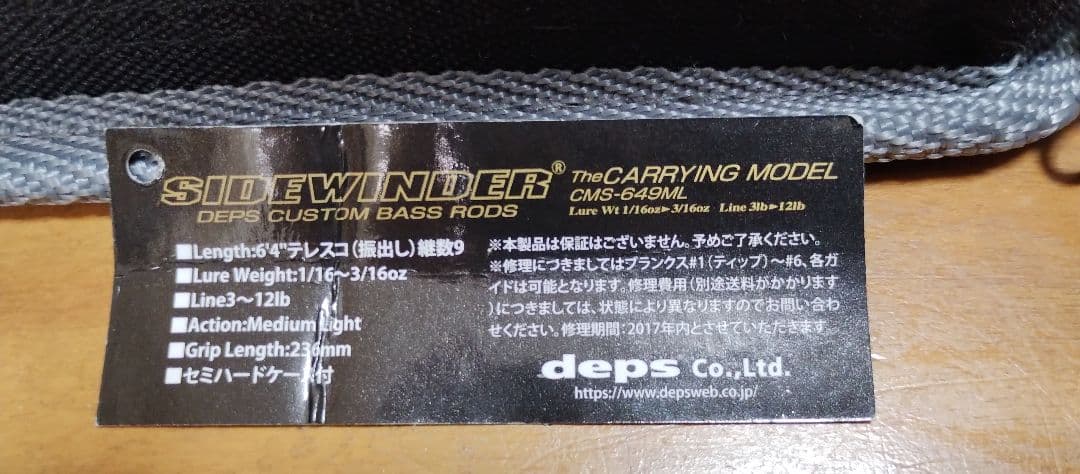 SIDEWINDER® The CARRYING MODEL
CMS-649ML
DEPS CUSTOM BASS RODS
Lure Wt 1/16oz▶3/16oz Line 3lb▶12lb
■Length:6'4"テレスコ(振出し)継数9
■Lure Weight:1/16〜3/16oz
■Line3〜12lb
■Action:Medium Light
■Grip Length:236mm
■セミハードケース付
※本製品は保証はございません。予めご了承ください。
※修理につきましてはブランクス#1(ティップ)〜#6、各ガ
イドは可能となります。修理費用(別途送料がかかります
)につきましては、状態により異なりますのでお問い合わ
せください。修理期間:2017年内とさせていただきます
deps Co.,Ltd.
https://www.depsweb.co.jp/